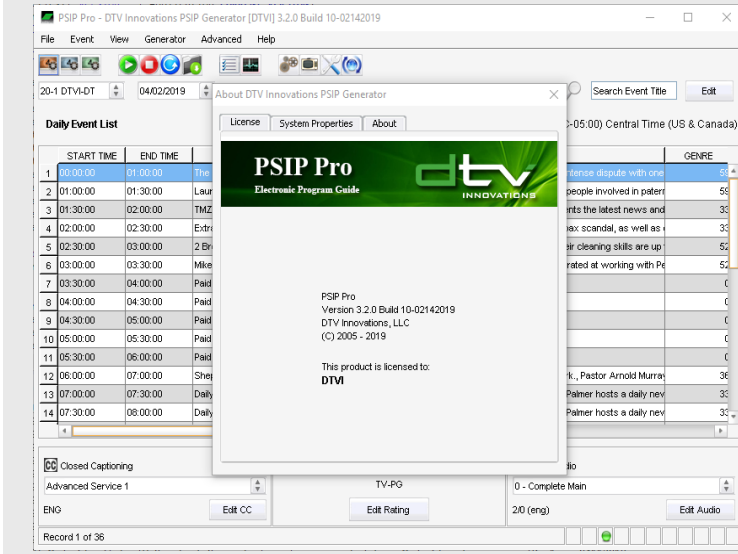 PSIP Pro - DTV Innovations PSIP Generator [DTVI] 3.2.0 Build 10-02142019
File Event View Generator Advanced Help
20-1 DTVI-DT 04/02/2019 Search Event Title Edit
About DTV Innovations PSIP Generator
License System Properties About
Daily Event List
-05:00) Central Time (US & Canada)
START TIME END TIME GENRE
PSIP Pro
Electronic Program Guide
dtv
INNOVATIONS
1 00:00:00 01:00:00 The ntense dispute with one 59
2 01:00:00 01:30:00 Laur people involved in patern 59
3 01:30:00 02:00:00 TMZ nts the latest news and 33
4 02:00:00 02:30:00 Extra ax scandal, as well as 33
5 02:30:00 03:00:00 2 Br eir cleaning skills are up 52
6 03:00:00 03:30:00 Mike rated at working with Pe 52
7 03:30:00 04:00:00 Paid
8 04:00:00 04:30:00 Paid
9 04:30:00 05:00:00 Paid
10 05:00:00 05:30:00 Paid
11 05:30:00 06:00:00 Paid
12 06:00:00 07:00:00 Shep k., Pastor Arnold Murray 36
13 07:00:00 07:30:00 Daily Palmer hosts a daily nev 33
14 07:30:00 08:00:00 Daily Palmer hosts a daily nev 33
PSIP Pro
Version 3.2.0 Build 10-02142019
DTV Innovations, LLC
(C) 2005 - 2019
This product is licensed to:
DTVI
CC Closed Captioning dio
Advanced Service 1 TV-PG 0 - Complete Main
ENG Edit CC Edit Rating 2/0 (eng) Edit Audio
Record 1 of 36